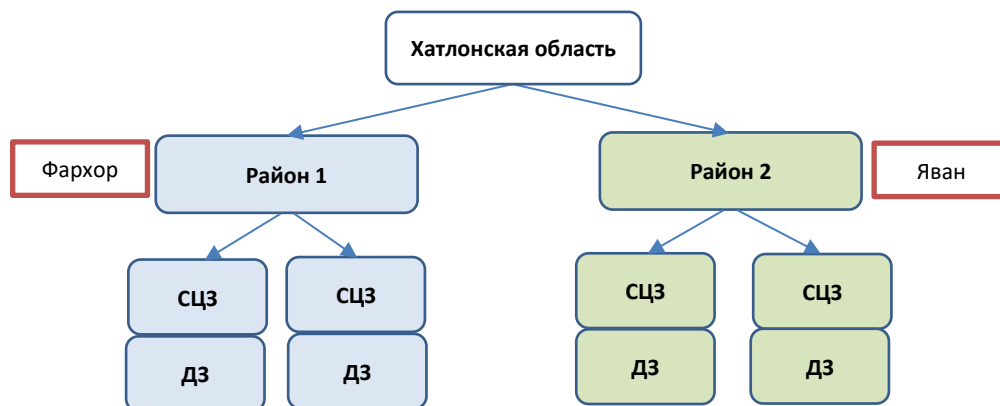 Хатлонская область
Фархор
Район 1
Район 2
Яван
СЦЗ
СЦЗ
СЦЗ
СЦЗ
ДЗ
ДЗ
ДЗ
ДЗ